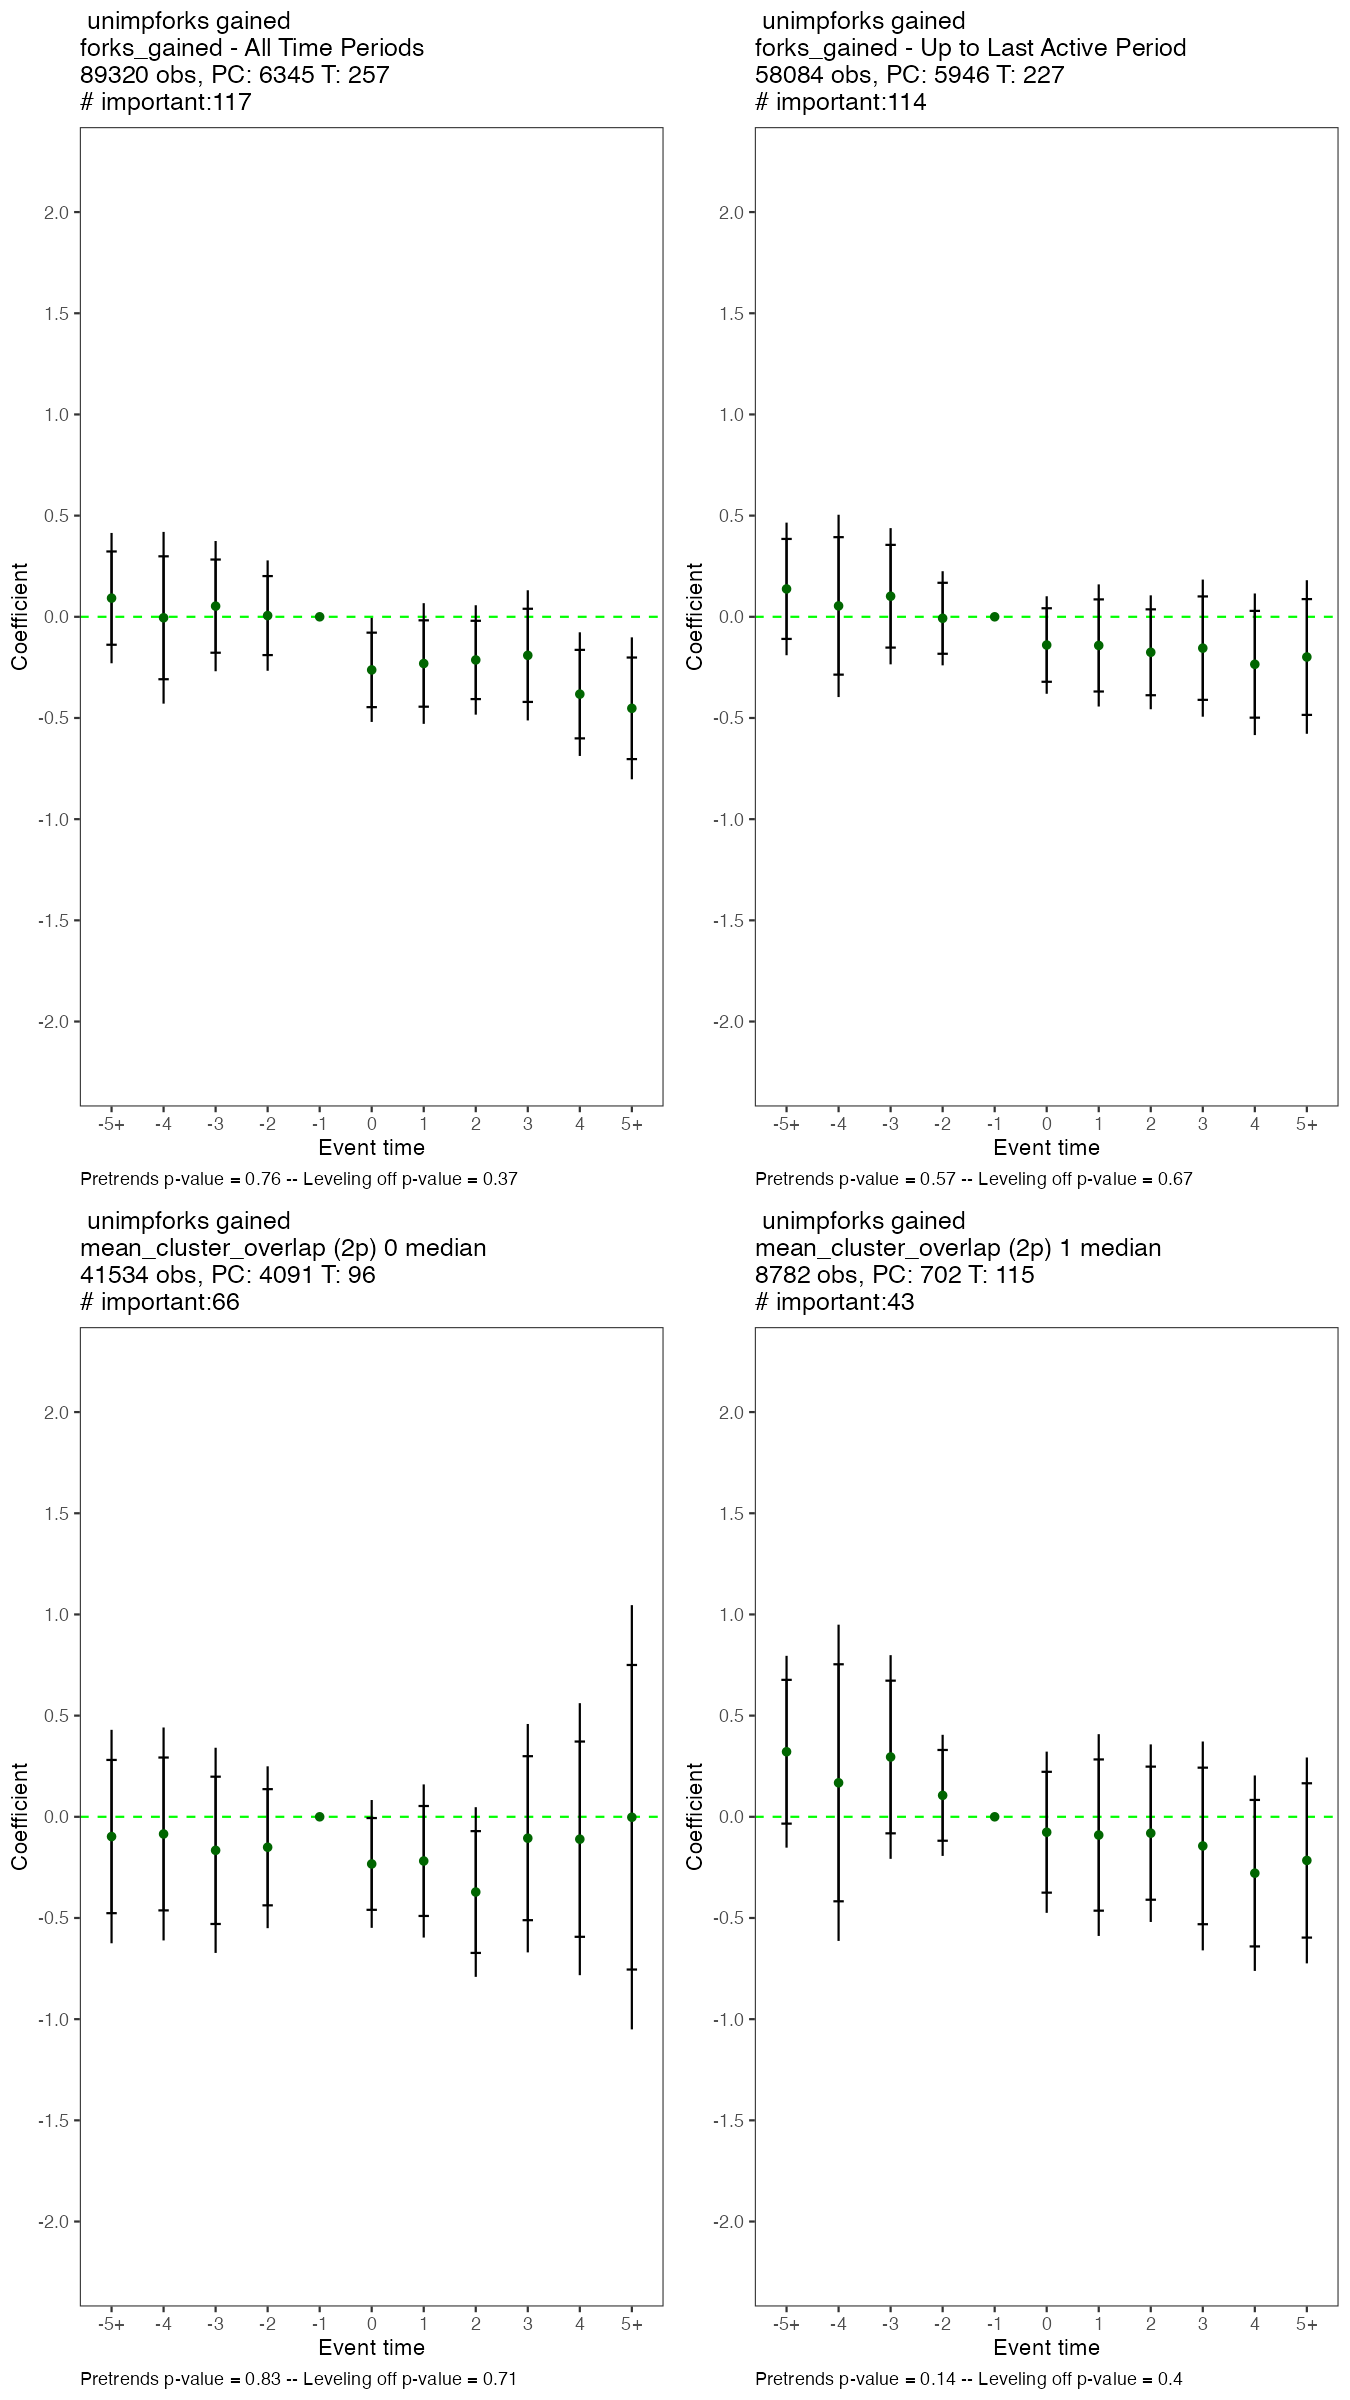 unimpforks gained
forks_gained - All Time Periods
89320 obs, PC: 6345 T: 257
# important:117
2.0
1.5
1.0
0.5
0.0
-0.5
-1.0
-1.5
-2.0
Coefficient
-5+ -4 -3 -2 -1 0 1 2 3 4 5+
Event time
Pretrends p-value = 0.76 -- Leveling off p-value = 0.37
unimpforks gained
forks_gained - Up to Last Active Period
58084 obs, PC: 5946 T: 227
# important:114
2.0
1.5
1.0
0.5
0.0
-0.5
-1.0
-1.5
-2.0
Coefficient
-5+ -4 -3 -2 -1 0 1 2 3 4 5+
Event time
Pretrends p-value = 0.57 -- Leveling off p-value = 0.67
unimpforks gained
mean_cluster_overlap (2p) 0 median
41534 obs, PC: 4091 T: 96
# important:66
2.0
1.5
1.0
0.5
0.0
-0.5
-1.0
-1.5
-2.0
Coefficient
-5+ -4 -3 -2 -1 0 1 2 3 4 5+
Event time
Pretrends p-value = 0.83 -- Leveling off p-value = 0.71
unimpforks gained
mean_cluster_overlap (2p) 1 median
8782 obs, PC: 702 T: 115
# important:43
2.0
1.5
1.0
0.5
0.0
-0.5
-1.0
-1.5
-2.0
Coefficient
-5+ -4 -3 -2 -1 0 1 2 3 4 5+
Event time
Pretrends p-value = 0.14 -- Leveling off p-value = 0.4